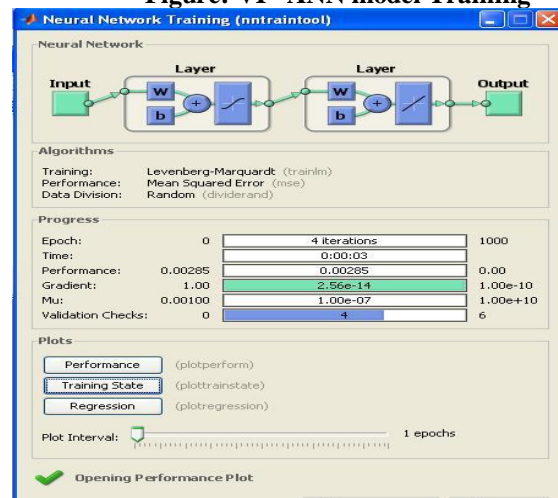 Figure: VI- ANN model Training
Neural Network Training (nntraintool)
Neural Network
Layer Layer
Input Output
W W
b b
+ +
Algorithms
Training: Levenberg-Marquardt (trainlm)
Performance: Mean Squared Error (mse)
Data Division: Random (dividerand)
Progress
Epoch: 0 4 iterations 1000
Time: 0:00:03
Performance: 0.00285 0.00285 0.00
Gradient: 1.00 2.56e-14 1.00e-10
Mu: 0.00100 1.00e-07 1.00e+10
Validation Checks: 0 4 6
Plots
Performance (plotperform)
Training State (plottrainstate)
Regression (plotregression)
Plot Interval: 1 epochs
Opening Performance Plot